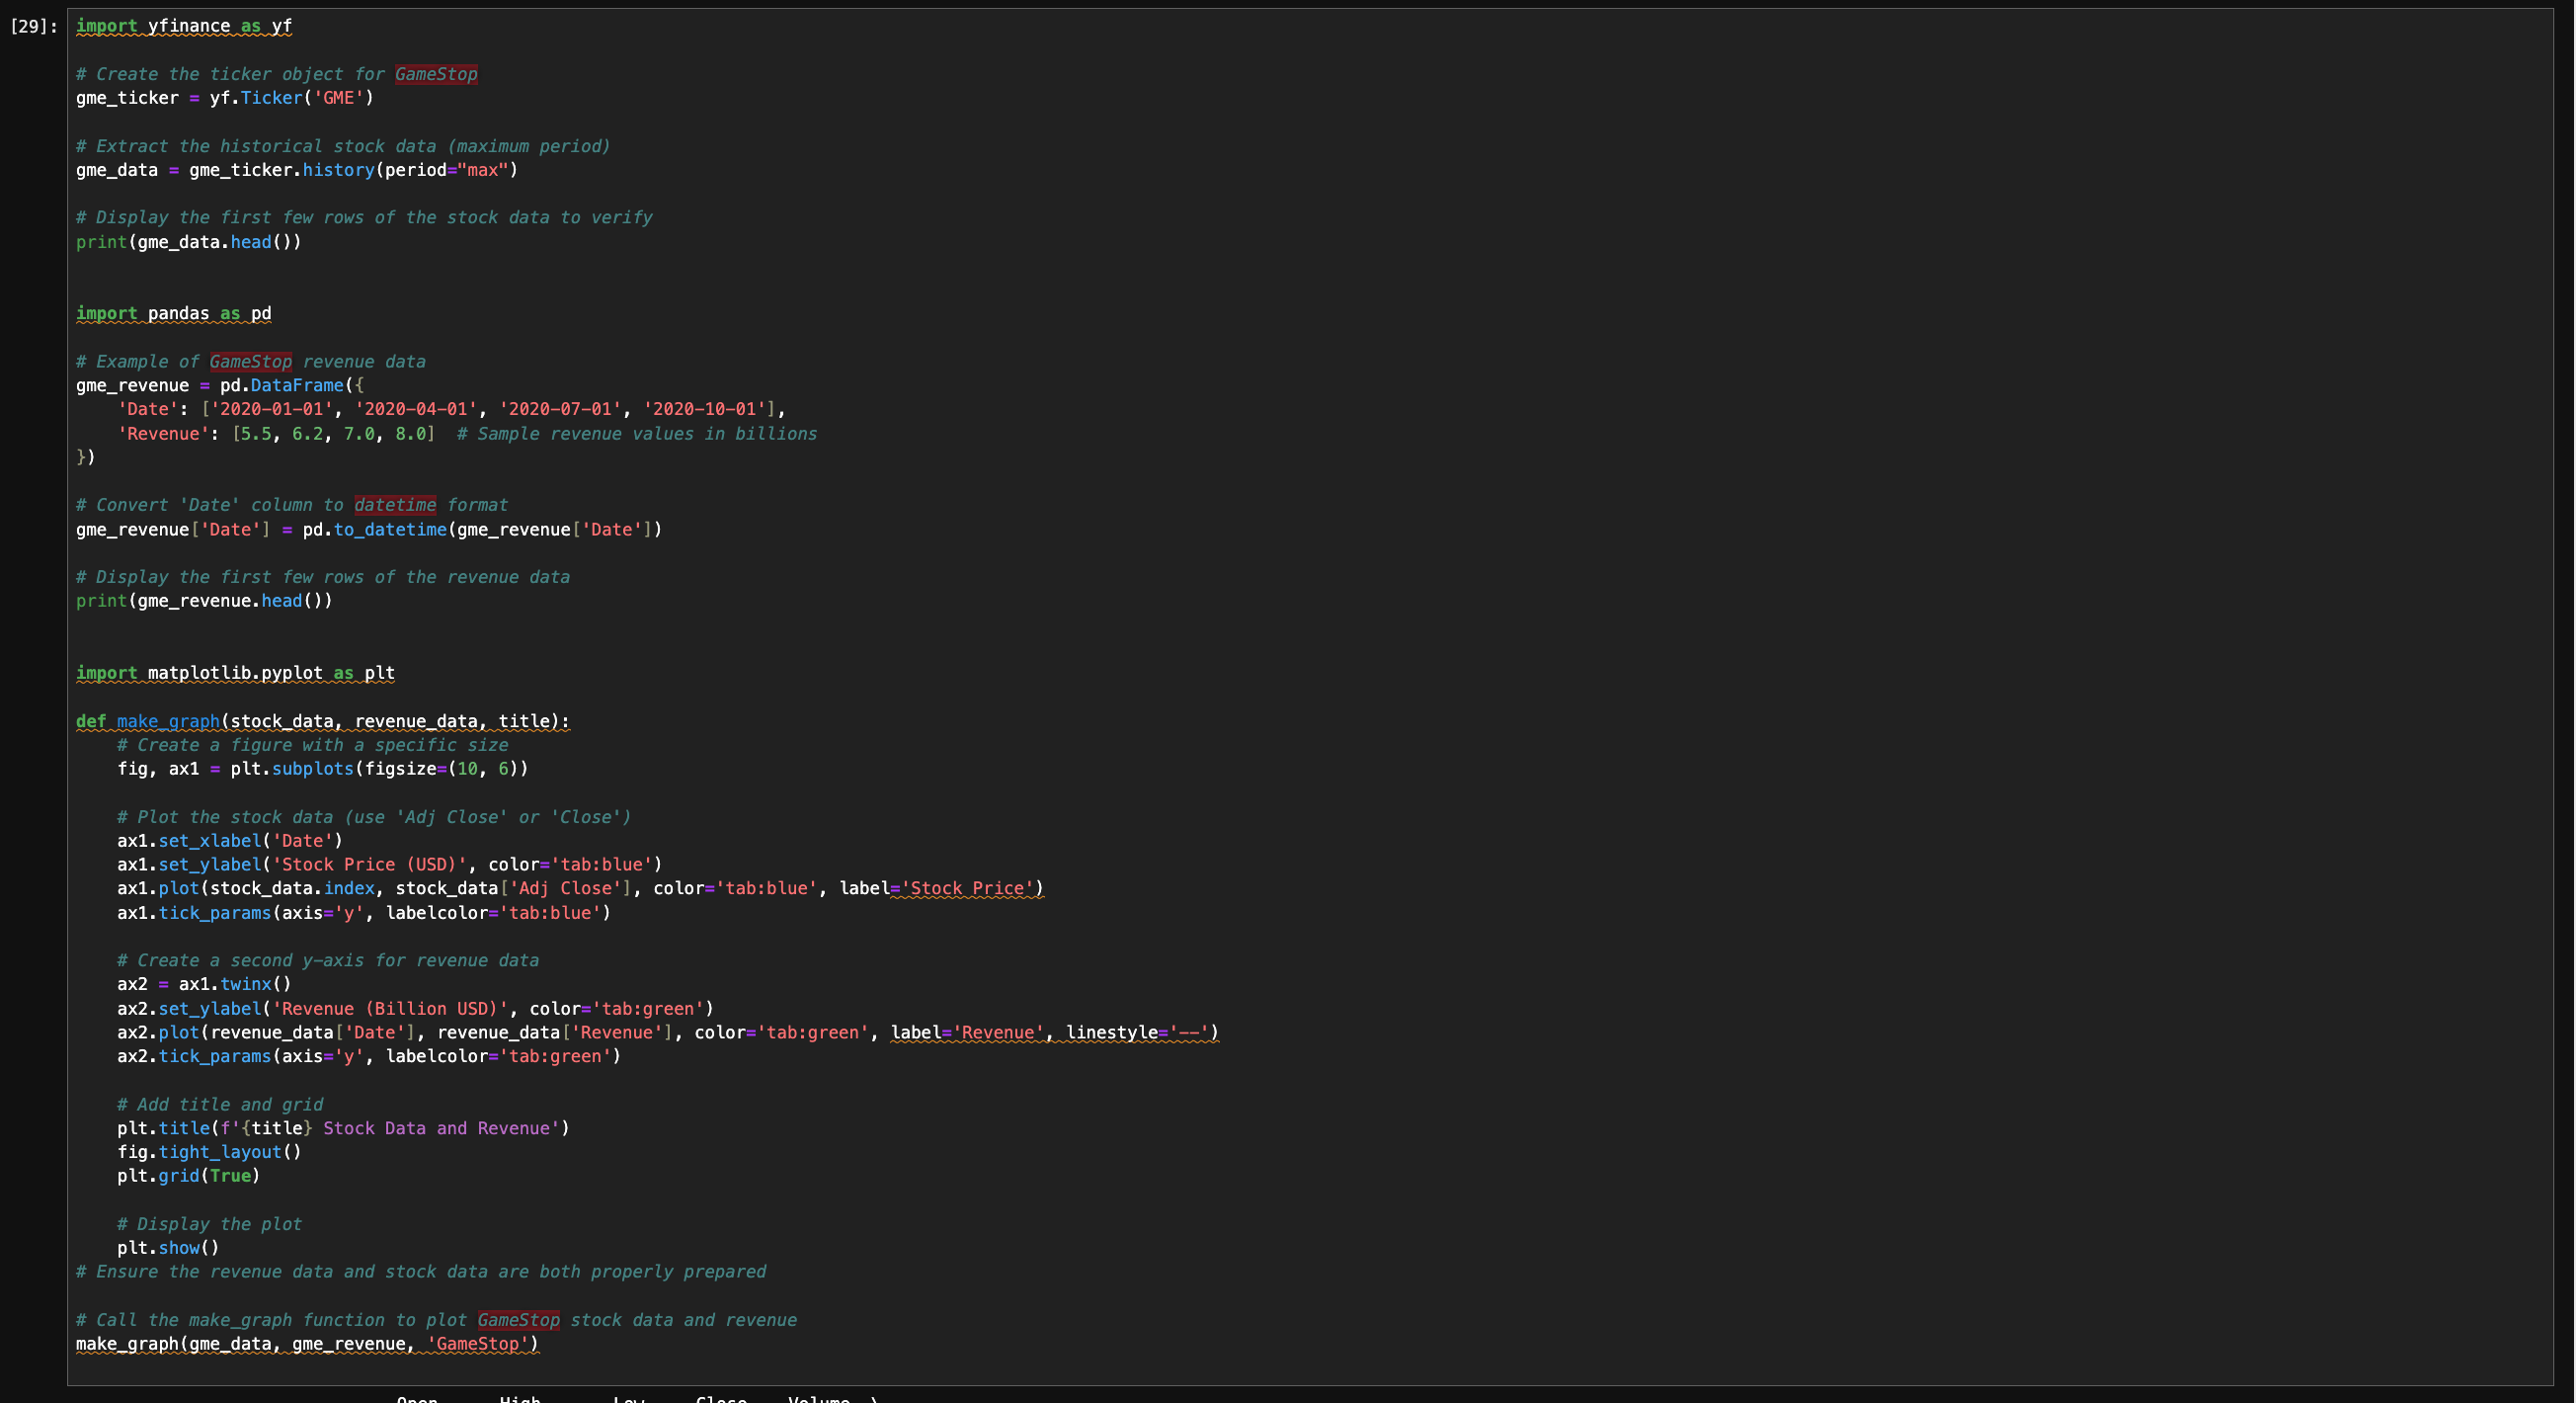 [29]: import yfinance as yf
# Create the ticker object for GameStop
gme_ticker = yf.Ticker('GME')
# Extract the historical stock data (maximum period)
gme_data = gme_ticker.history(period="max")
# Display the first few rows of the stock data to verify
print(gme_data.head())
import pandas as pd
# Example of GameStop revenue data
gme_revenue = pd.DataFrame({
    'Date': ['2020-01-01', '2020-04-01', '2020-07-01', '2020-10-01'],
    'Revenue': [5.5, 6.2, 7.0, 8.0]  # Sample revenue values in billions
})
# Convert 'Date' column to datetime format
gme_revenue['Date'] = pd.to_datetime(gme_revenue['Date'])
# Display the first few rows of the revenue data
print(gme_revenue.head())
import matplotlib.pyplot as plt
def make_graph(stock_data, revenue_data, title):
    # Create a figure with a specific size
    fig, ax1 = plt.subplots(figsize=(10, 6))
    # Plot the stock data (use 'Adj Close' or 'Close')
    ax1.set_xlabel('Date')
    ax1.set_ylabel('Stock Price (USD)', color='tab:blue')
    ax1.plot(stock_data.index, stock_data['Adj Close'], color='tab:blue', label='Stock Price')
    ax1.tick_params(axis='y', labelcolor='tab:blue')
    # Create a second y-axis for revenue data
    ax2 = ax1.twinx()
    ax2.set_ylabel('Revenue (Billion USD)', color='tab:green')
    ax2.plot(revenue_data['Date'], revenue_data['Revenue'], color='tab:green', label='Revenue', linestyle='--')
    ax2.tick_params(axis='y', labelcolor='tab:green')
    # Add title and grid
    plt.title(f'{title} Stock Data and Revenue')
    fig.tight_layout()
    plt.grid(True)
    # Display the plot
    plt.show()
# Ensure the revenue data and stock data are both properly prepared
# Call the make_graph function to plot GameStop stock data and revenue
make_graph(gme_data, gme_revenue, 'GameStop')
Open High Low Close Volume \